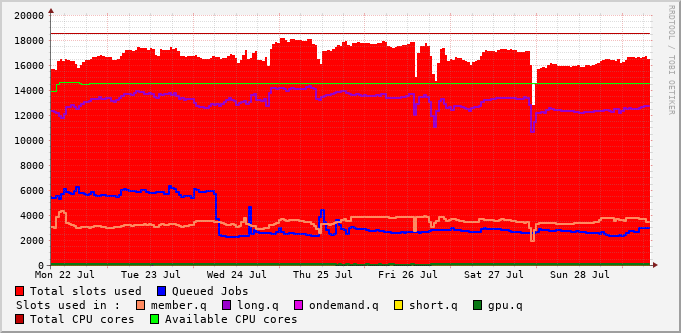 20000
18000
16000
14000
12000
10000
8000
6000
4000
2000
0
Mon 22 Jul Tue 23 Jul Wed 24 Jul Thu 25 Jul Fri 26 Jul Sat 27 Jul Sun 28 Jul
RRDTOOL / TOBI OETIKER
Total slots used Queued Jobs
Slots used in : member.q long.q ondemand.q short.q gpu.q
Total CPU cores Available CPU cores